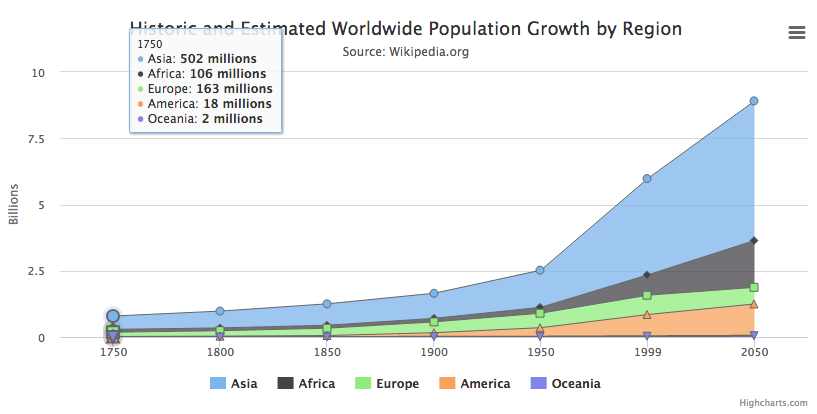 Historic and Estimated Worldwide Population Growth by Region
Source: Wikipedia.org
1750
Asia: 502 millions
Africa: 106 millions
Europe: 163 millions
America: 18 millions
Oceania: 2 millions
Billions
10
7.5
5
2.5
0
1750 1800 1850 1900 1950 1999 2050
Asia Africa Europe America Oceania
Highcharts.com